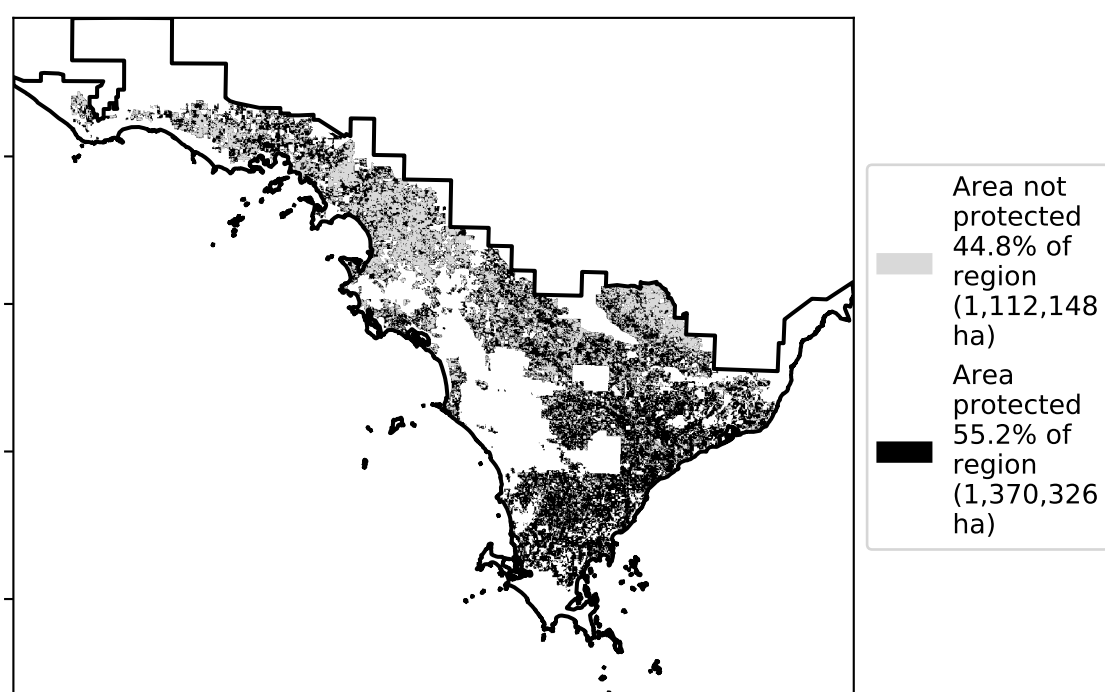 Area not
protected
44.8% of
region
(1,112,148
ha)
Area
protected
55.2% of
region
(1,370,326
ha)